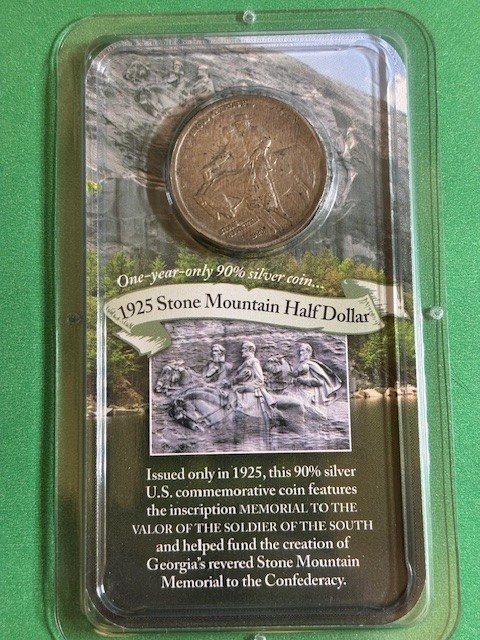 One-year-only 90% silver coin...
1925 Stone Mountain Half Dollar
Issued only in 1925, this 90% silver
U.S. commemorative coin features
the inscription MEMORIAL TO THE
VALOR OF THE SOLDIER OF THE SOUTH
and helped fund the creation of
Georgia's revered Stone Mountain
Memorial to the Confederacy.